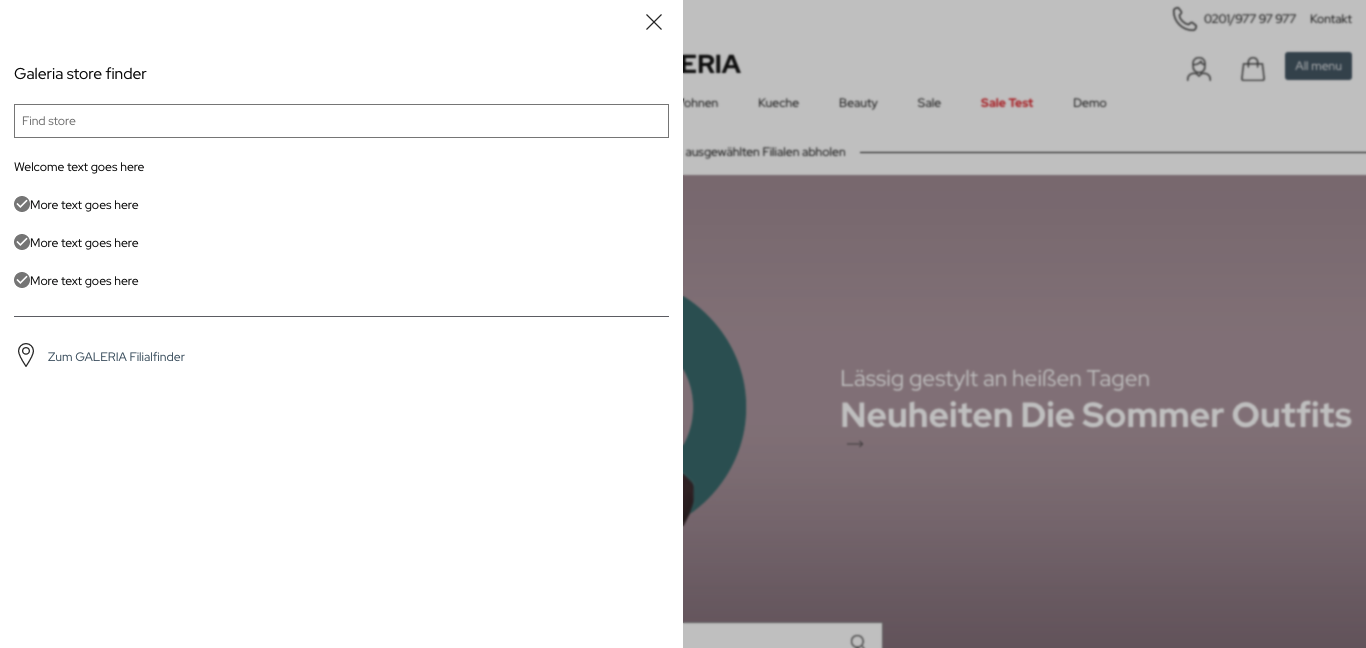 Galeria store finder
Find store
Welcome text goes here
More text goes here
More text goes here
More text goes here
Zum GALERIA Filialfinder
0201/977 97 977 Kontakt
All menu
Kueche Beauty Sale Sale Test Demo
ausgewählten Filialen abholen
Lässig gestylt an heißen Tagen
Neuheiten Die Sommer Outfits